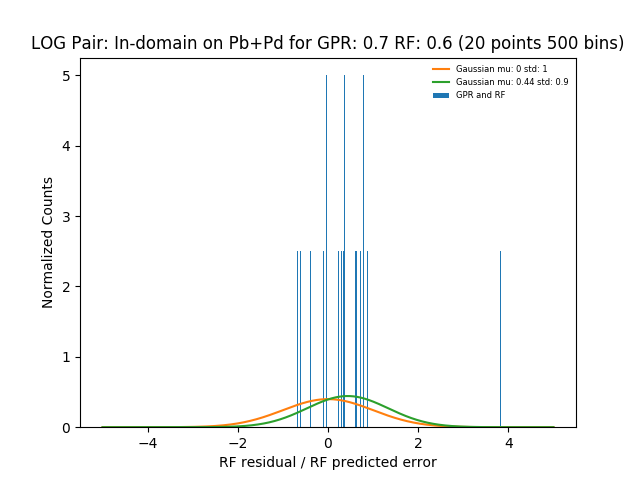 LOG Pair: In-domain on Pb+Pd for GPR: 0.7 RF: 0.6 (20 points 500 bins)
Gaussian mu: 0 std: 1
Gaussian mu: 0.44 std: 0.9
GPR and RF
Normalized Counts
5
4
3
2
1
0
−4
−2
0
2
4
RF residual / RF predicted error